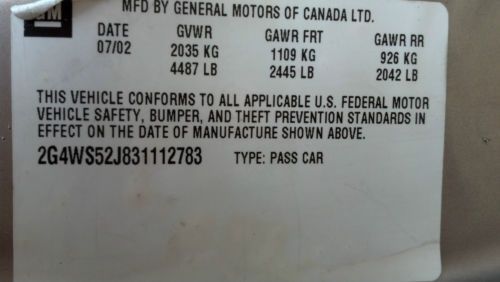 GM
MFD BY GENERAL MOTORS OF CANADA LTD.
DATE GVWR GAWR FRT GAWR RR
07/02 2035 KG 1109 KG 926 KG
4487 LB 2445 LB 2042 LB
THIS VEHICLE CONFORMS TO ALL APPLICABLE U.S. FEDERAL MOTOR
VEHICLE SAFETY, BUMPER, AND THEFT PREVENTION STANDARDS IN
EFFECT ON THE DATE OF MANUFACTURE SHOWN ABOVE.
2G4WS52J831112783 TYPE: PASS CAR